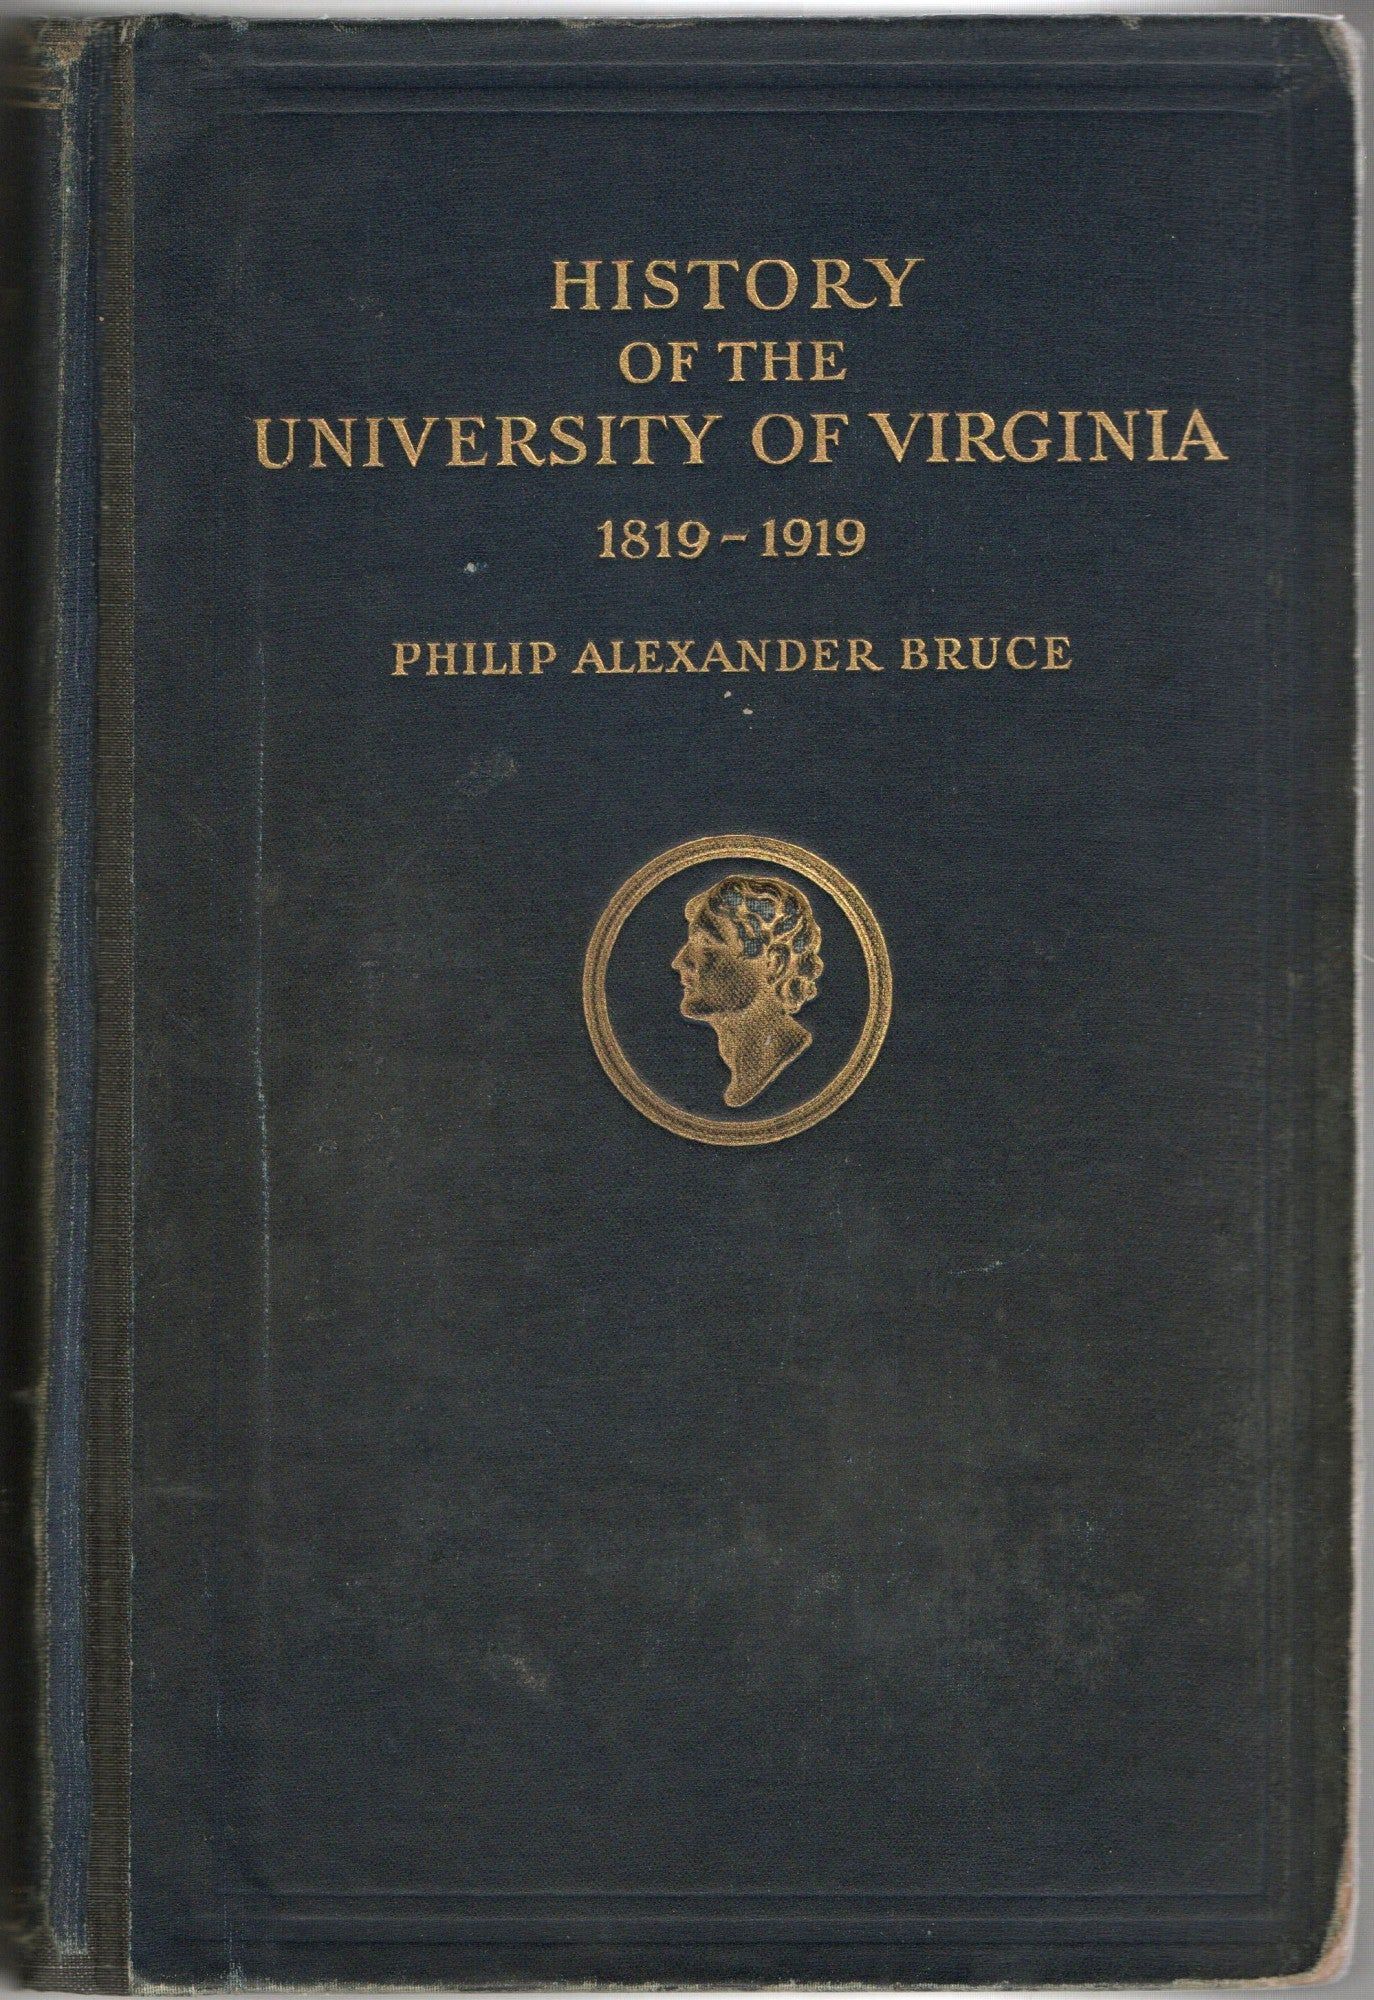 HISTORY
OF THE
UNIVERSITY OF VIRGINIA
1819-1919
PHILIP ALEXANDER BRUCE